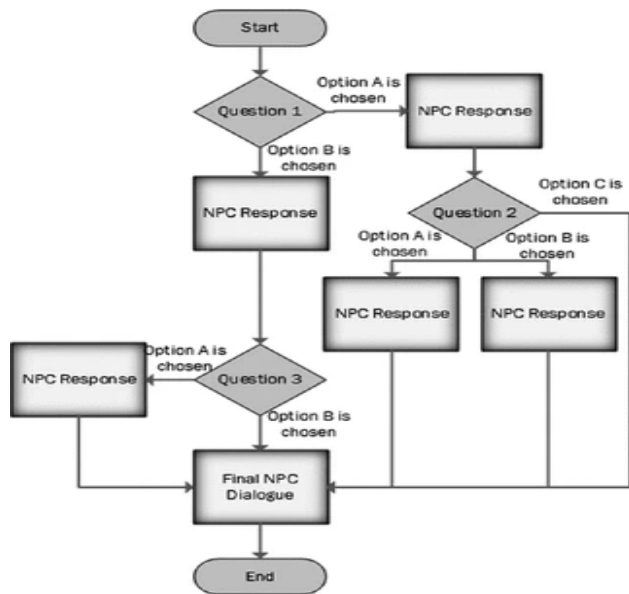 Start
Option A is
chosen
Question 1
NPC Response
Option B is
chosen
NPC Response
Option C is
chosen
Question 2
Option A is
chosen
Option B is
chosen
NPC Response
NPC Response
Option A is
chosen
NPC Response
Question 3
Option B is
chosen
Final NPC
Dialogue
End